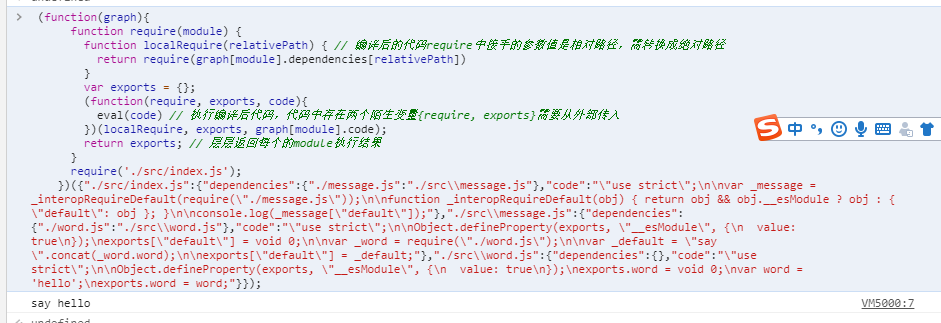 undefined
(function(graph){
function require(module) {
function localRequire(relativePath) { // 编译后的代码require中接手的参数值是相对路径，需转换成绝对路径
return require(graph[module].dependencies[relativePath])
}
var exports = {};
(function(require, exports, code){
eval(code) // 执行编译后代码，代码中存在两个陌生变量{require, exports}需要从外部传入
})(localRequire, exports, graph[module].code);
return exports; // 层层返回每个的module执行结果
}
require('./src/index.js');
})({"./src/index.js":{"dependencies":{"./message.js":"./src\\message.js"},"code":"\"use strict\";\n\nvar _message =
_interopRequireDefault(require(\"./message.js\"));\n\nfunction _interopRequireDefault(obj) { return obj && obj.__esModule ? obj : {
\"default\": obj }; }\n\nconsole.log(_message[\"default\"]);"},"./src\\message.js":{"dependencies":
{"./word.js":"./src\\word.js"},"code":"\"use strict\";\n\nObject.defineProperty(exports, \"__esModule\", {\n  value:
true\n});\nexports[\"default\"] = void 0;\n\nvar _word = require(\"./word.js\");\n\nvar _default = \"say
\".concat(_word.word);\n\nexports[\"default\"] = _default;"},"./src\\word.js":{"dependencies":{},"code":"\"use
strict\";\n\nObject.defineProperty(exports, \"__esModule\", {\n  value: true\n});\nexports.word = void 0;\nvar word =
'hello';\nexports.word = word;"}});
say hello VM5000:7
undefined
中